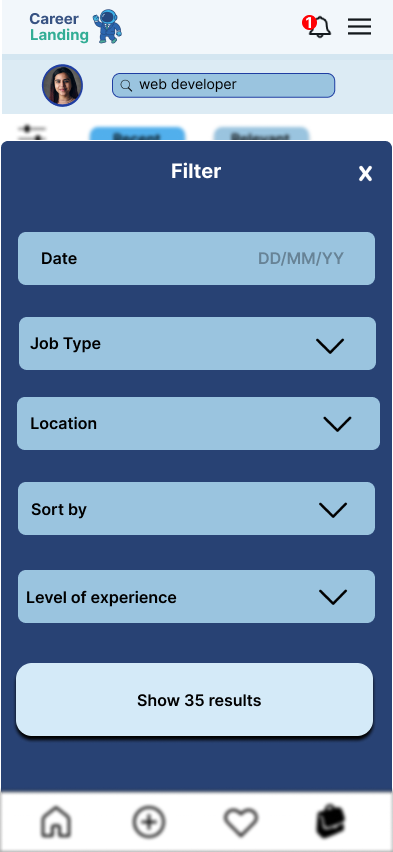 Career
Landing
1
web developer
Recent
Relevant
Filter
X
Date
DD/MM/YY
Job Type
Location
Sort by
Level of experience
Show 35 results